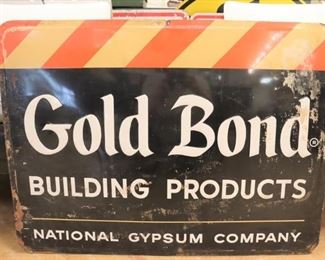 Gold Bond®
BUILDING PRODUCTS
NATIONAL GYPSUM COMPANY